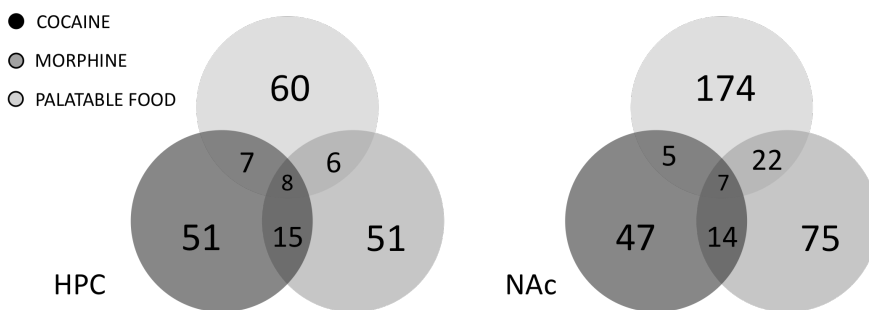 COCAINE
MORPHINE
PALATABLE FOOD
60
7
6
8
51
15
51
HPC
174
5
22
7
47
14
75
NAc